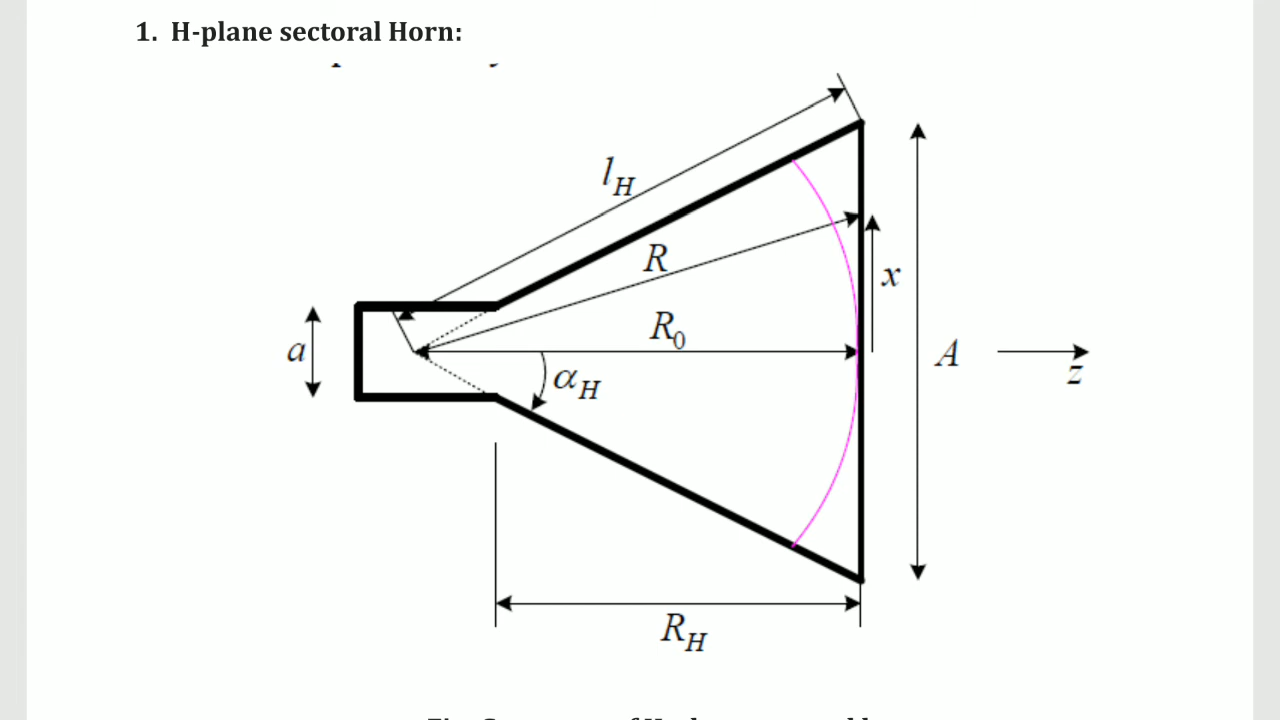 1. H-plane sectoral Horn:
l_H
R
x
R_0
a
A
α_H
z
R_H